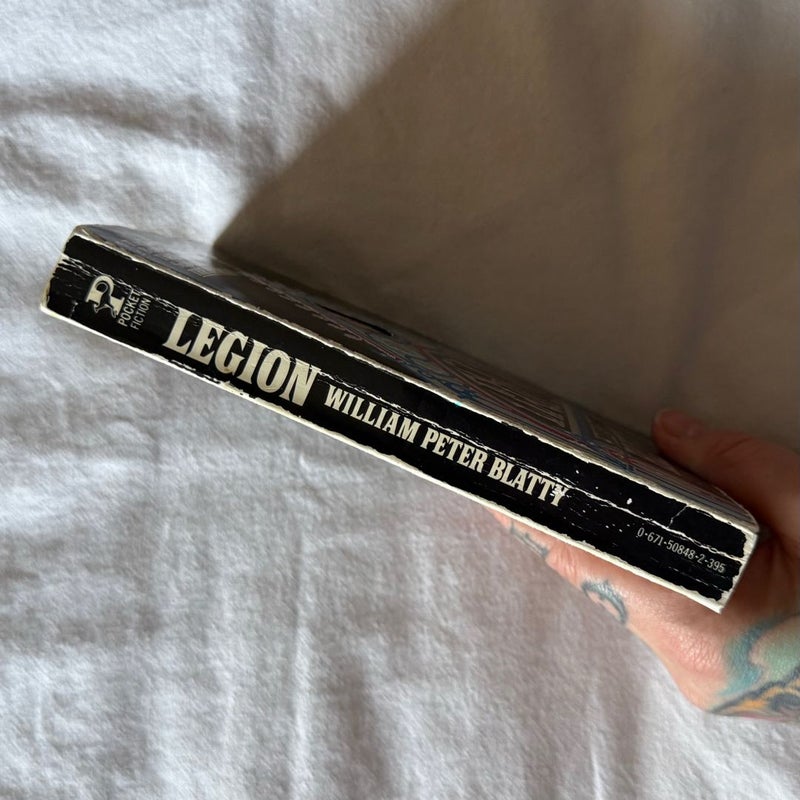 P
POCKET
FICTION
LEGION
WILLIAM PETER BLATTY
0-671-50848-2-395